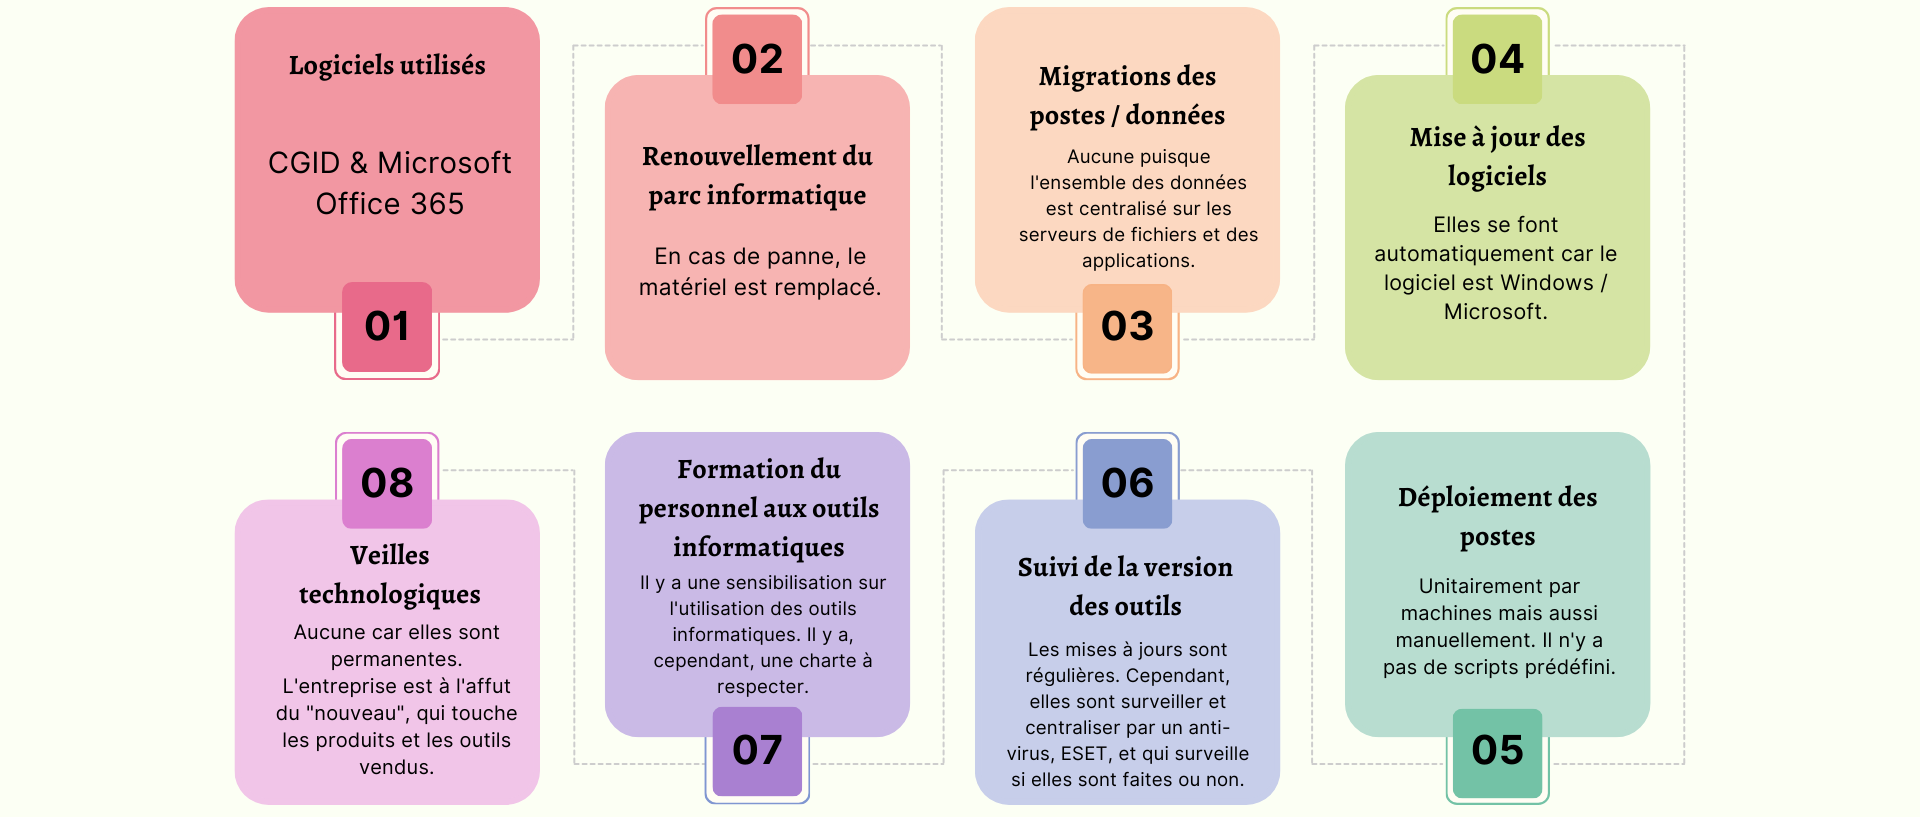 Logiciels utilisés
CGID & Microsoft
Office 365
01
02
Renouvellement du
parc informatique
En cas de panne, le
matériel est remplacé.
Migrations des
postes / données
Aucune puisque
l'ensemble des données
est centralisé sur les
serveurs de fichiers et des
applications.
03
04
Mise à jour des
logiciels
Elles se font
automatiquement car le
logiciel est Windows /
Microsoft.
Déploiement des
postes
Unitairement par
machines mais aussi
manuellement. Il n'y a
pas de scripts prédéfini.
05
06
Suivi de la version
des outils
Les mises à jours sont
régulières. Cependant,
elles sont surveiller et
centraliser par un anti-
virus, ESET, et qui surveille
si elles sont faites ou non.
Formation du
personnel aux outils
informatiques
Il y a une sensibilisation sur
l'utilisation des outils
informatiques. Il y a,
cependant, une charte à
respecter.
07
08
Veilles
technologiques
Aucune car elles sont
permanentes.
L'entreprise est à l'affut
du "nouveau", qui touche
les produits et les outils
vendus.